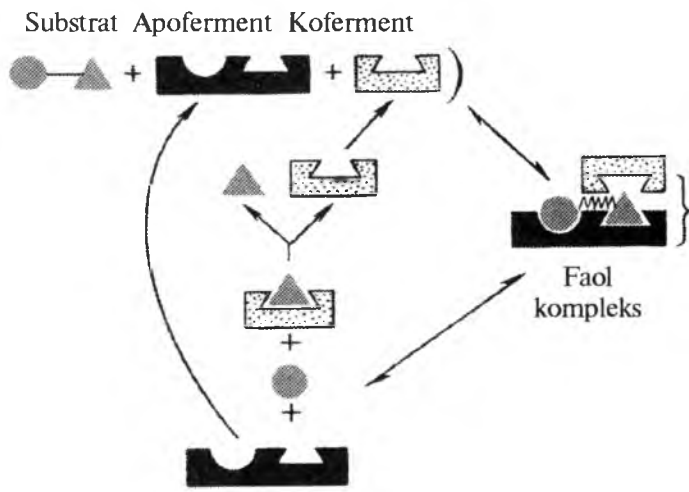 Substrat Apoferment Koferment
+ + )
}
Faol
kompleks
+
+